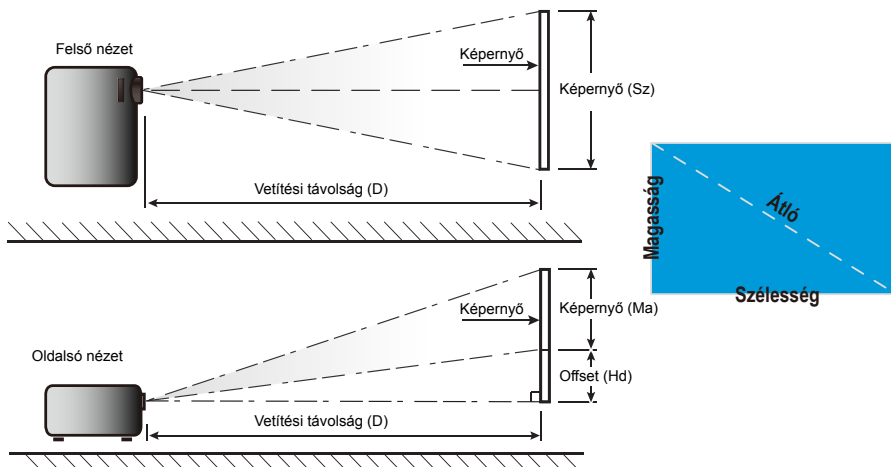 Felső nézet
Képernyő
Képernyő (Sz)
Vetítési távolság (D)
Magasság
Átló
Szélesség
Oldalsó nézet
Képernyő
Képernyő (Ma)
Offset (Hd)
Vetítési távolság (D)